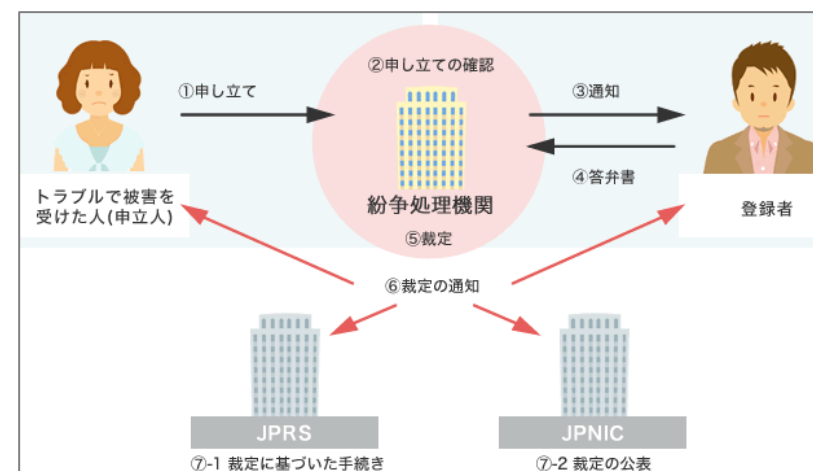 ②申し立ての確認
①申し立て
③通知
④答弁書
トラブルで被害を
受けた人(申立人)
紛争処理機関
登録者
⑤裁定
⑥裁定の通知
JPRS
JPNIC
⑦-1 裁定に基づいた手続き
⑦-2 裁定の公表